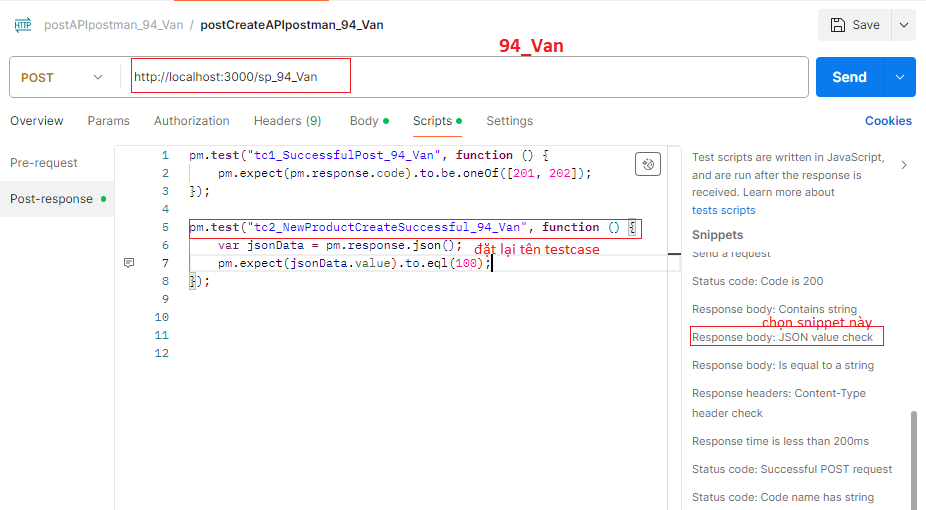 HTTP postAPIpostman_94_Van / postCreateAPIpostman_94_Van Save
94_Van
POST http://localhost:3000/sp_94_Van Send
Overview Params Authorization Headers (9) Body Scripts Settings Cookies
Pre-request
Post-response
1 pm.test("tc1_SuccessfulPost_94_Van", function () {
2 pm.expect(pm.response.code).to.be.oneOf([201, 202]);
3 });
4
5 pm.test("tc2_NewProductCreateSuccessful_94_Van", function () {
6 var jsonData = pm.response.json();
đặt lại tên testcase
7 pm.expect(jsonData.value).to.eql(100);
8 });
9
10
11
12
Test scripts are written in JavaScript,
and are run after the response is
received. Learn more about
tests scripts
Snippets
Send a request
Status code: Code is 200
Response body: Contains string
chọn snippet này
Response body: JSON value check
Response body: Is equal to a string
Response headers: Content-Type
header check
Response time is less than 200ms
Status code: Successful POST request
Status code: Code name has string